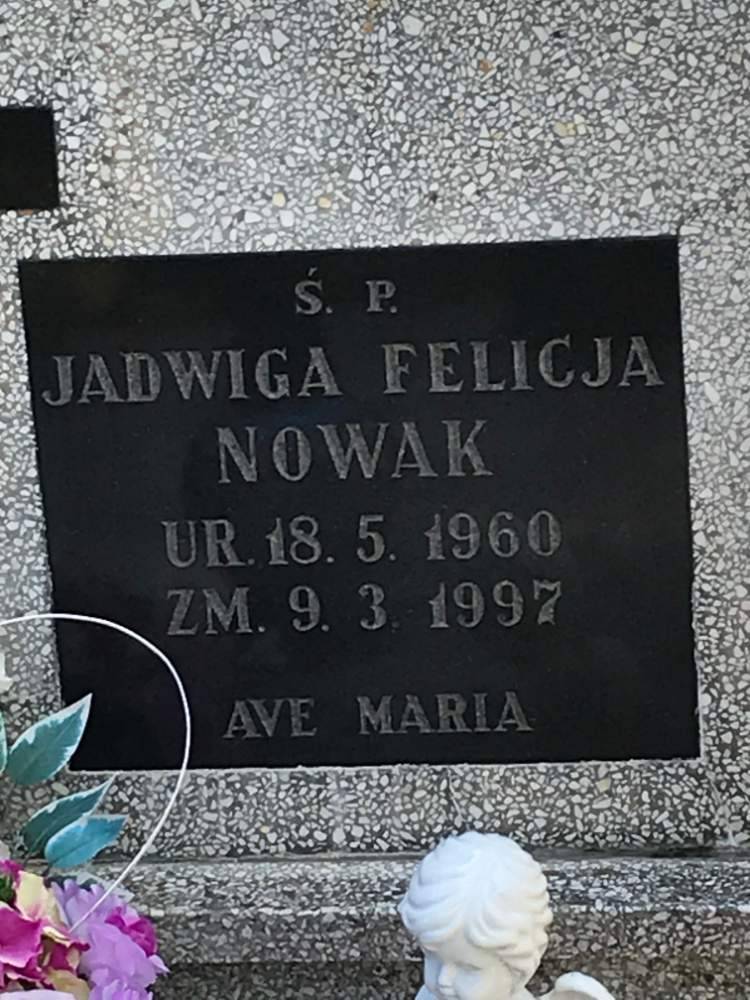 Ś. P.
JADWIGA FELICJA
NOWAK
UR. 18. 5. 1960
ZM. 9. 3. 1997
AVE MARIA